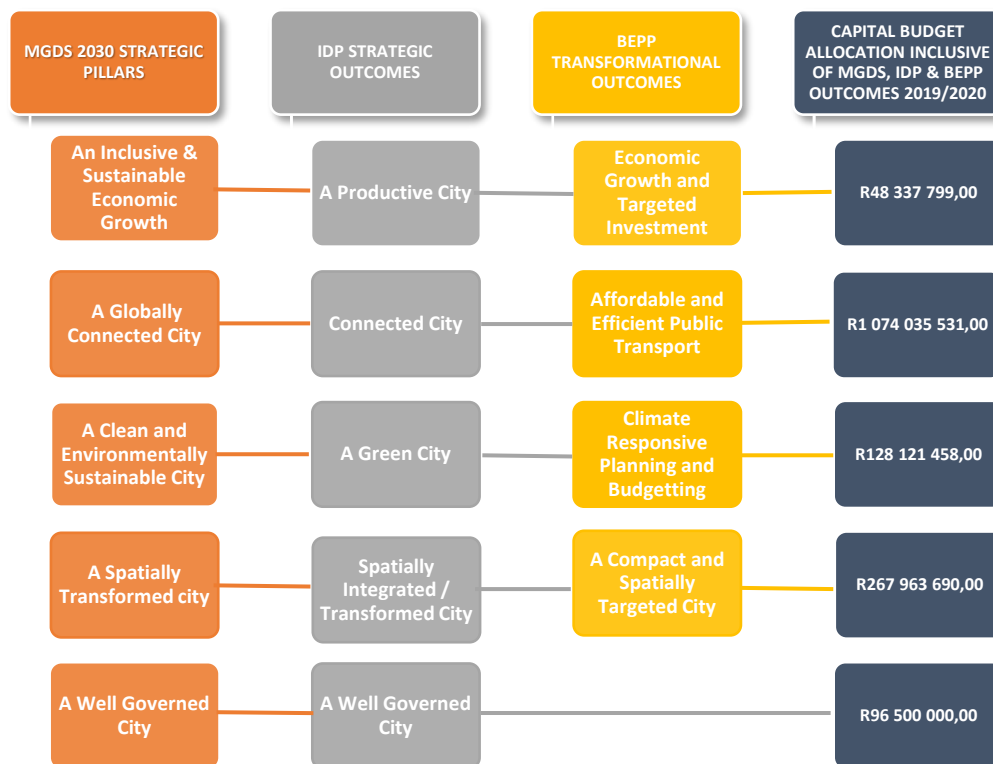 MGDS 2030 STRATEGIC
PILLARS
IDP STRATEGIC
OUTCOMES
BEPP
TRANSFORMATIONAL
OUTCOMES
CAPITAL BUDGET
ALLOCATION INCLUSIVE
OF MGDS, IDP & BEPP
OUTCOMES 2019/2020
An Inclusive &
Sustainable
Economic
Growth
A Productive City
Economic
Growth and
Targeted
Investment
R48 337 799,00
A Globally
Connected City
Connected City
Affordable and
Efficient Public
Transport
R1 074 035 531,00
A Clean and
Environmentally
Sustainable City
A Green City
Climate
Responsive
Planning and
Budgetting
R128 121 458,00
A Spatially
Transformed city
Spatially
Integrated /
Transformed City
A Compact and
Spatially
Targeted City
R267 963 690,00
A Well Governed
City
A Well Governed
City
R96 500 000,00